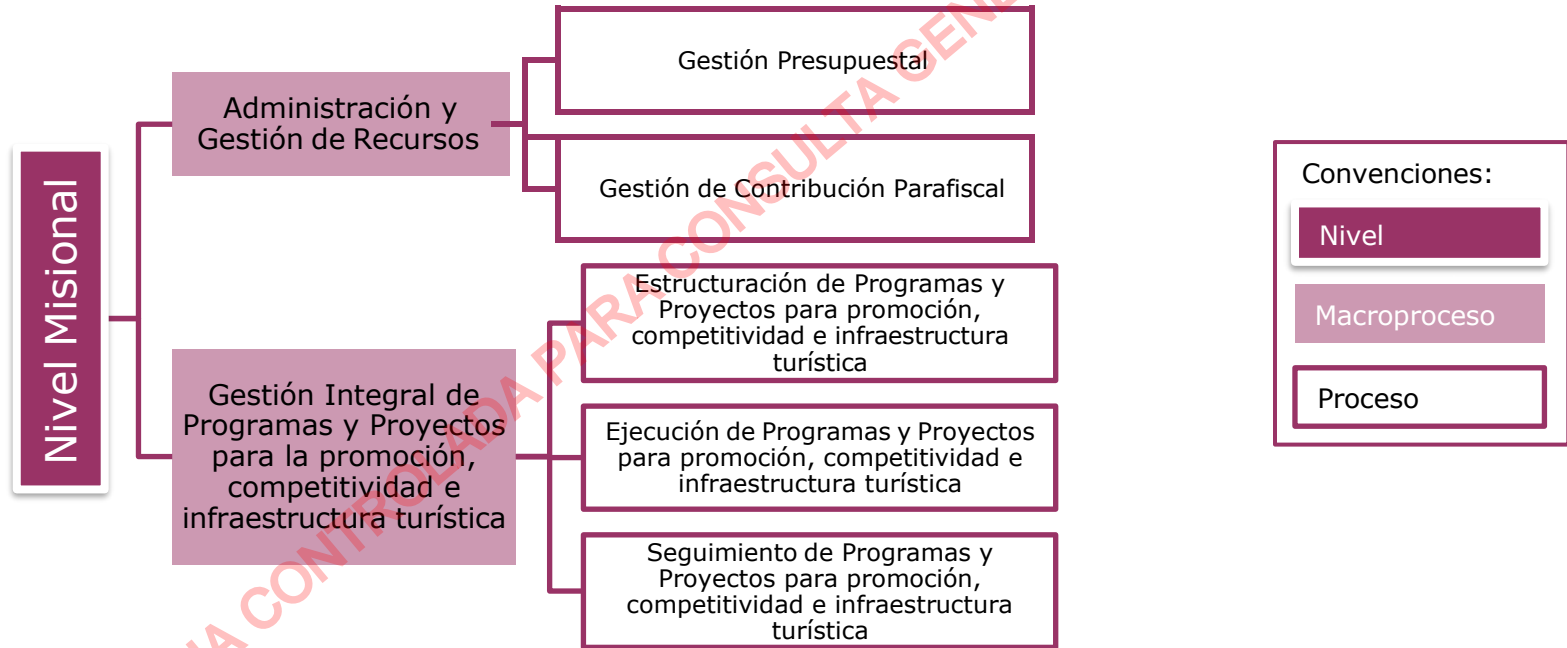 Nivel Misional
Administración y
Gestión de Recursos
Gestión Presupuestal
Gestión de Contribución Parafiscal
Gestión Integral de
Programas y Proyectos
para la promoción,
competitividad e
infraestructura turística
Estructuración de Programas y
Proyectos para promoción,
competitividad e infraestructura
turística
Ejecución de Programas y Proyectos
para promoción, competitividad e
infraestructura turística
Seguimiento de Programas y
Proyectos para promoción,
competitividad e infraestructura
turística
Convenciones:
Nivel
Macroproceso
Proceso
CONTROLADA PARA CONSULTA